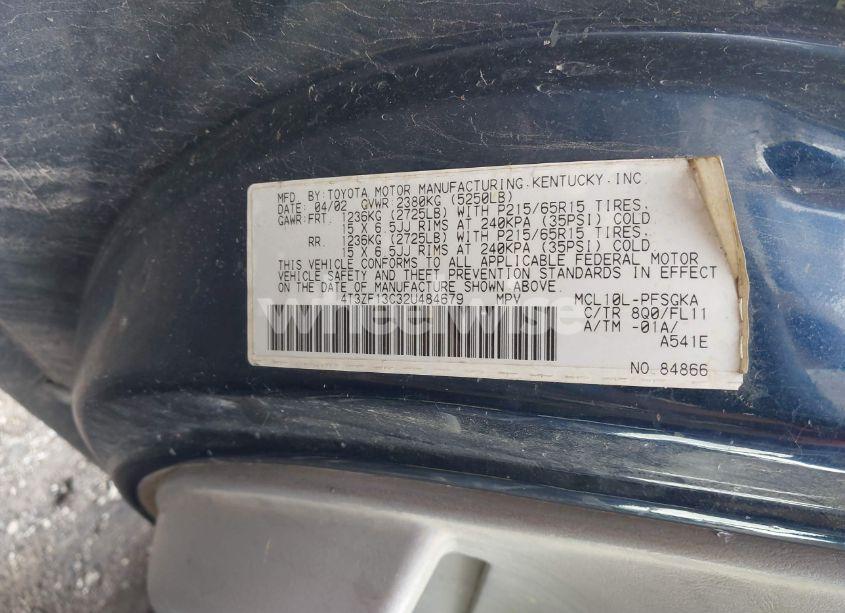 MFD. BY:TOYOTA MOTOR MANUFACTURING.KENTUCKY.INC.
DATE: 04/02 GVWR:2380KG (5250LB)
GAWR:FRT. 1236KG (2725LB) WITH P215/65R15 TIRES.
15 X 6.5JJ RIMS AT 240KPA (35PSI) COLD
RR. 1236KG (2725LB) WITH P215/65R15 TIRES.
15 X 6.5JJ RIMS AT 240KPA (35PSI) COLD
THIS VEHICLE CONFORMS TO ALL APPLICABLE FEDERAL MOTOR
VEHICLE SAFETY AND THEFT PREVENTION STANDARDS IN EFFECT
ON THE DATE OF MANUFACTURE SHOWN ABOVE.
4T3ZF13C32U484679 MPV MCL10L-PFSGKA
C/TR 8Q0/FL11
A/TM -01A/
A541E
NO.84866
wheelwise